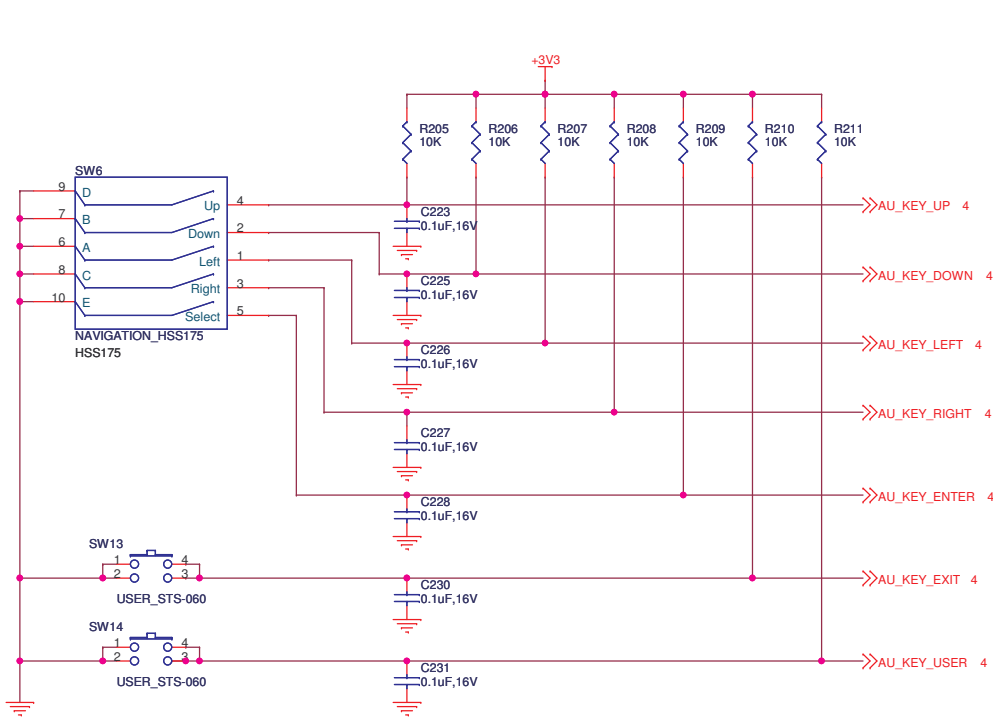 +3V3
R205 R206 R207 R208 R209 R210 R211
10K 10K 10K 10K 10K 10K 10K
SW6
9 D Up 4
7 B Down 2
6 A Left 1
8 C Right 3
10 E Select 5
NAVIGATION_HSS175
HSS175
AU_KEY_UP 4
C223
0.1uF,16V
AU_KEY_DOWN 4
C225
0.1uF,16V
AU_KEY_LEFT 4
C226
0.1uF,16V
AU_KEY_RIGHT 4
C227
0.1uF,16V
AU_KEY_ENTER 4
C228
0.1uF,16V
SW13
1 4
2 3
USER_STS-060
AU_KEY_EXIT 4
C230
0.1uF,16V
SW14
1 4
2 3
USER_STS-060
AU_KEY_USER 4
C231
0.1uF,16V